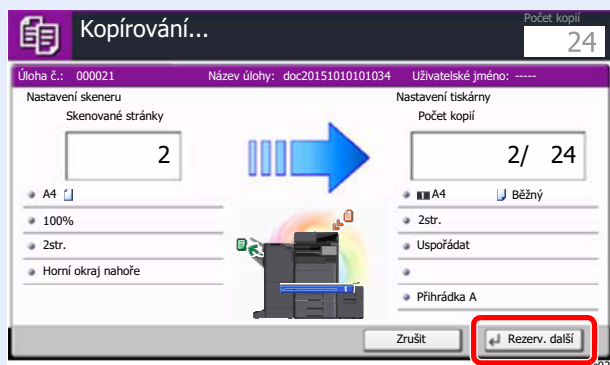 Kopírování...
Počet kopií
24
Úloha č.: 000021 Název úlohy: doc20151010101034 Uživatelské jméno: -----
Nastavení skeneru Nastavení tiskárny
Skenované stránky Počet kopií
2 2/ 24
A4 1 A4 Běžný
100% 2str.
2str. Uspořádat
Horní okraj nahoře
Přihrádka A
Zrušit Rezerv. další